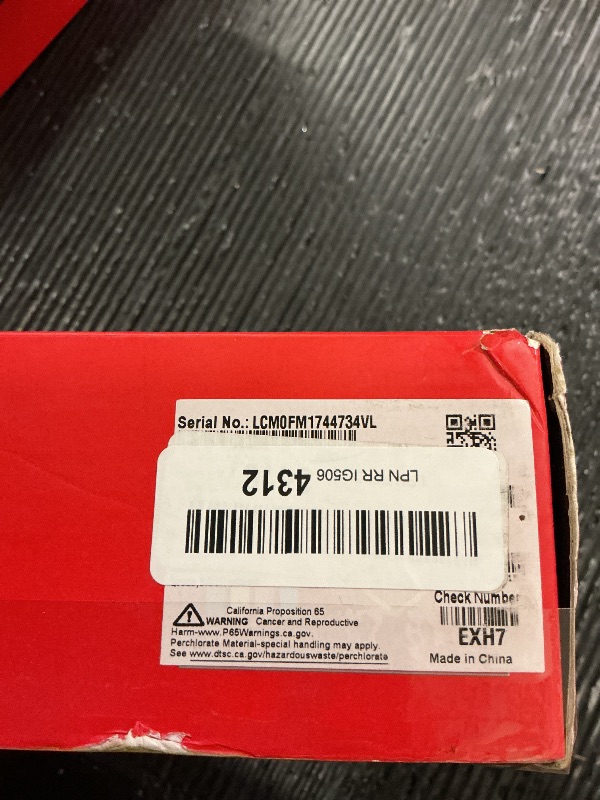 Serial No.: LCM0FM1744734VL
LPN RR IG506 4312
Check Number
EXH7
Made in China
California Proposition 65
WARNING Cancer and Reproductive
Harm-www.P65Warnings.ca.gov.
Perchlorate Material-special handling may apply.
See www.dtsc.ca.gov/hazardouswaste/perchlorate